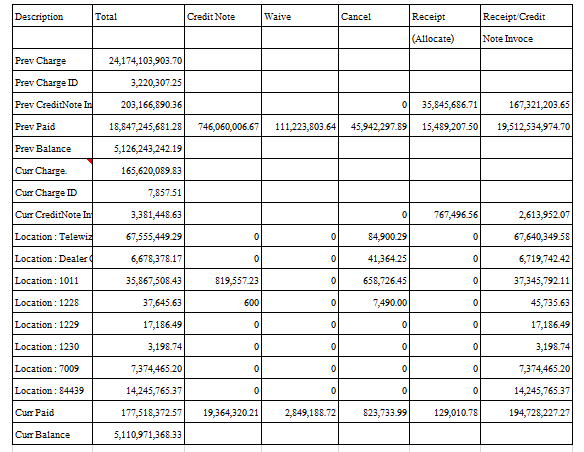 Description Total Credit Note Waive Cancel Receipt Receipt/Credit
(Allocate) Note Invoce
Prev Charge 24,174,103,903.70
Prev Charge ID 3,220,307.25
Prev CreditNote In 203,166,890.36 0 35,845,686.71 167,321,203.65
Prev Paid 18,847,245,681.28 746,060,006.67 111,223,803.64 45,942,297.89 15,489,207.50 19,512,534,974.70
Prev Balance 5,126,243,242.19
Curr Charge. 165,620,089.83
Curr Charge ID 7,857.51
Curr CreditNote In 3,381,448.63 0 767,496.56 2,613,952.07
Location : Telewiz 67,555,449.29 0 0 84,900.29 0 67,640,349.58
Location : Dealer 6,678,378.17 0 0 41,364.25 0 6,719,742.42
Location : 1011 35,867,508.43 819,557.23 0 658,726.45 0 37,345,792.11
Location : 1228 37,645.63 600 0 7,490.00 0 45,735.63
Location : 1229 17,186.49 0 0 0 0 17,186.49
Location : 1230 3,198.74 0 0 0 0 3,198.74
Location : 7009 7,374,465.20 0 0 0 0 7,374,465.20
Location : 84439 14,245,765.37 0 0 0 0 14,245,765.37
Curr Paid 177,518,372.57 19,364,320.21 2,849,188.72 823,733.99 129,010.78 194,728,227.27
Curr Balance 5,110,971,368.33